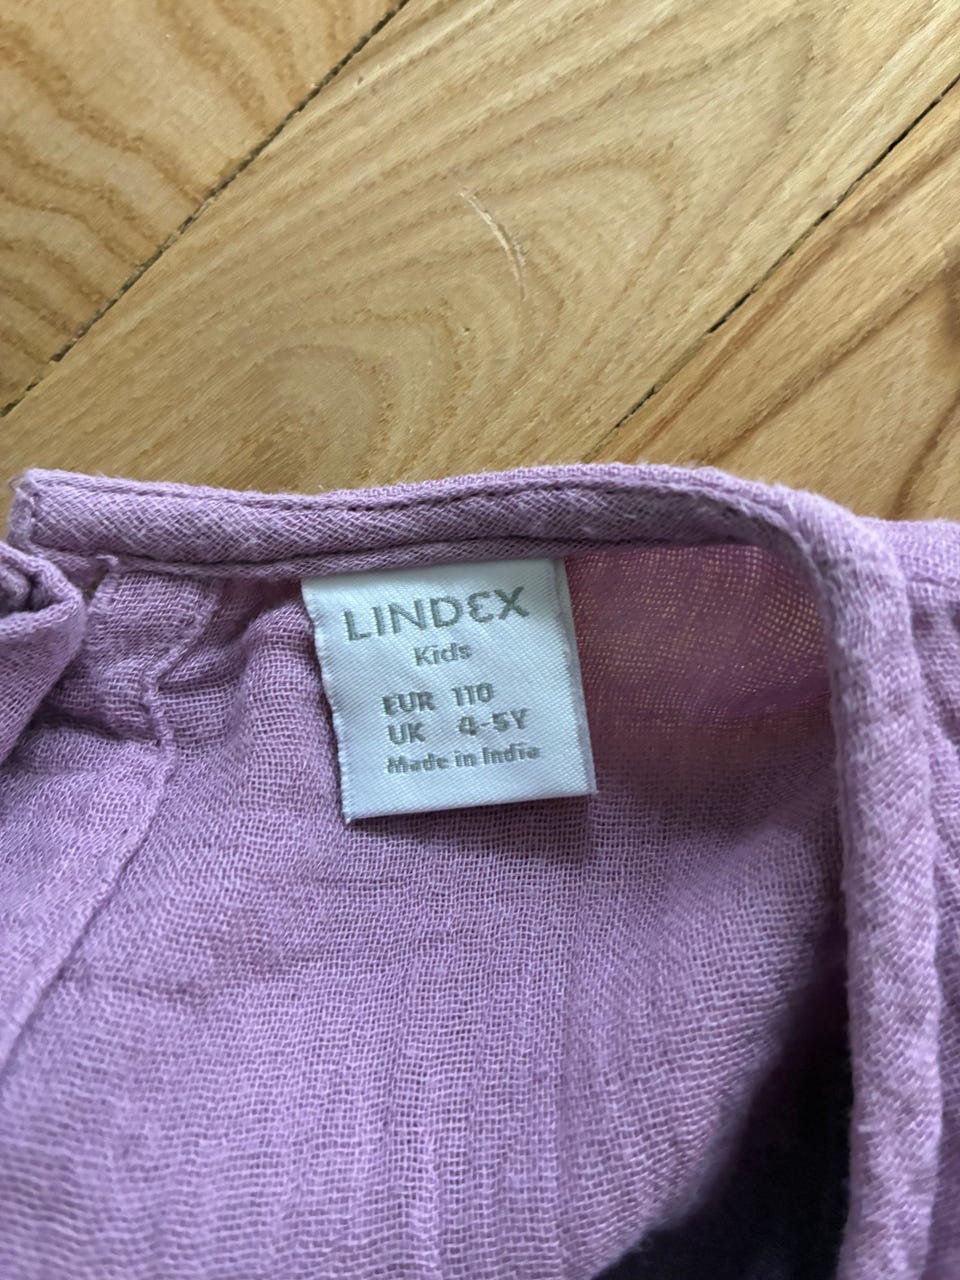 LINDEX
Kids
EUR 110
UK 4-5Y
Made in India